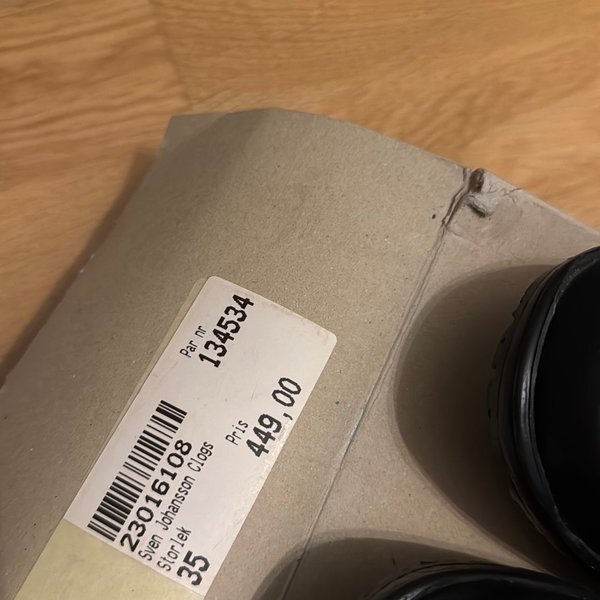 Par nr
134534
23016108
Sven Johansson Clogs
Pris
449,00
Storlek
35